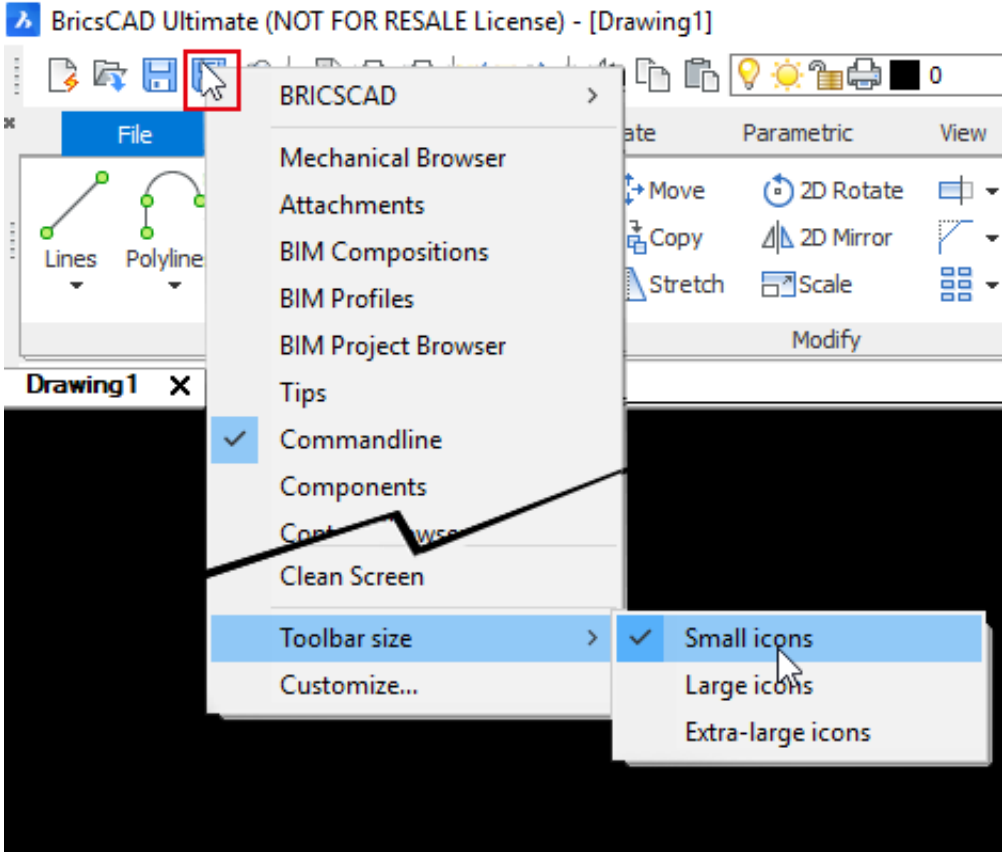 BricsCAD Ultimate (NOT FOR RESALE License) - [Drawing1]
0
BRICSCAD
File
Parametric
View
Mechanical Browser
Move
2D Rotate
Attachments
Copy
2D Mirror
Lines
Polyline
BIM Compositions
Stretch
Scale
BIM Profiles
BIM Project Browser
Modify
Drawing1
Tips
Commandline
Components
Clean Screen
Toolbar size
Small icons
Customize...
Large icons
Extra-large icons